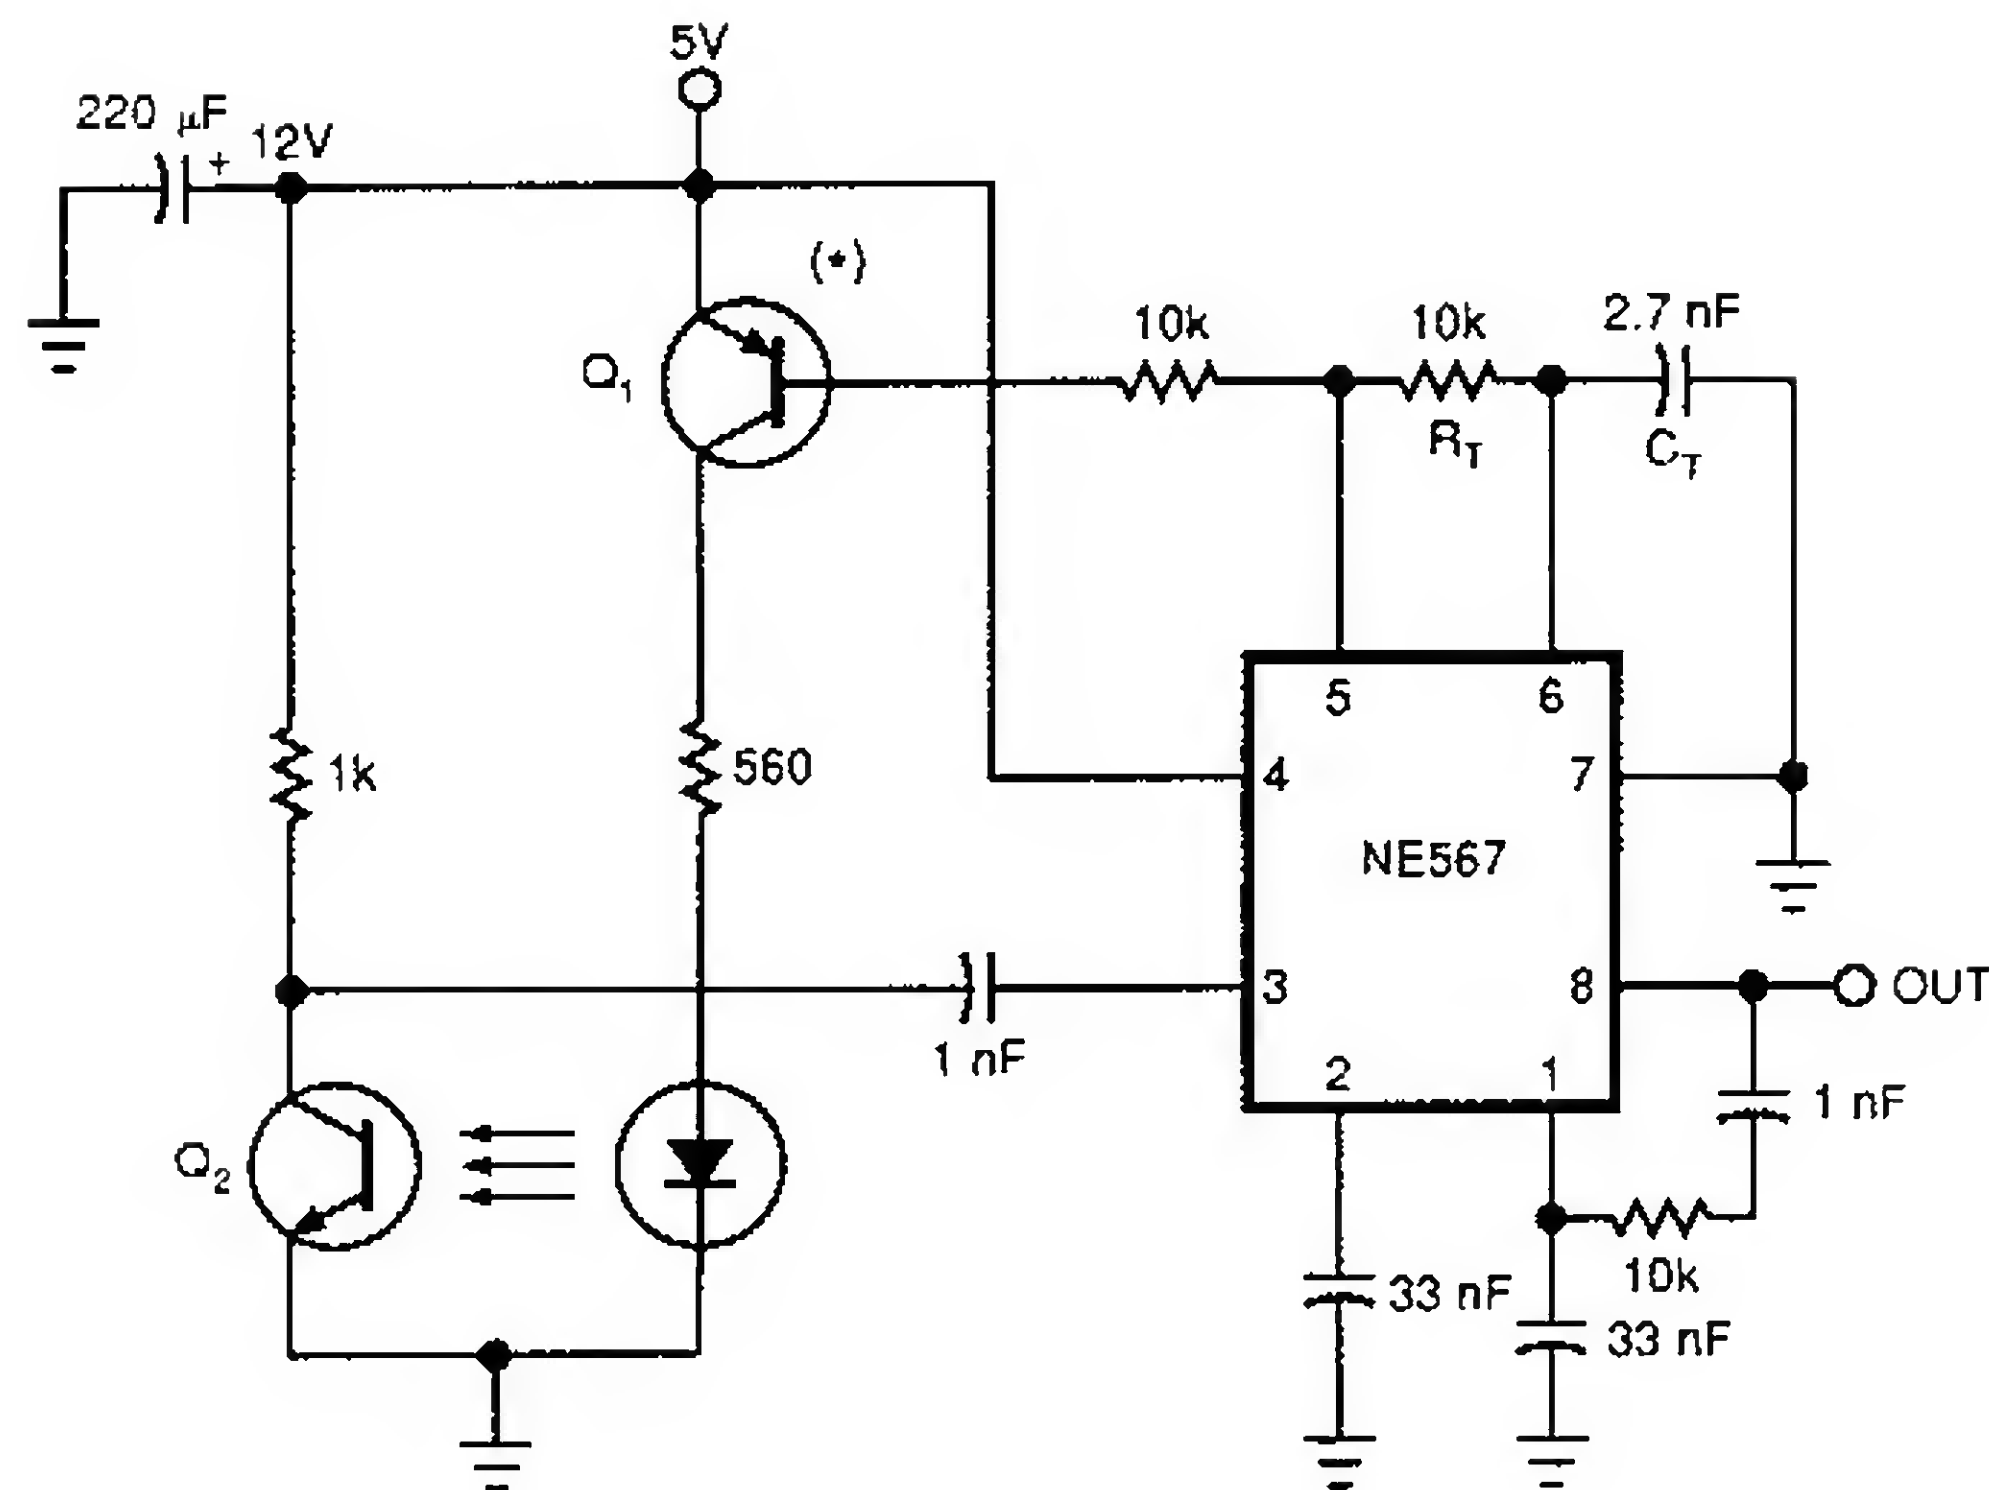 5V
220 µF
+
12V
(*)
Q1
10k
10k
RT
2.7 nF
CT
1k
560
5
6
4
7
NE567
3
8
OUT
1 nF
2
1
1 nF
Q2
10k
33 nF
33 nF